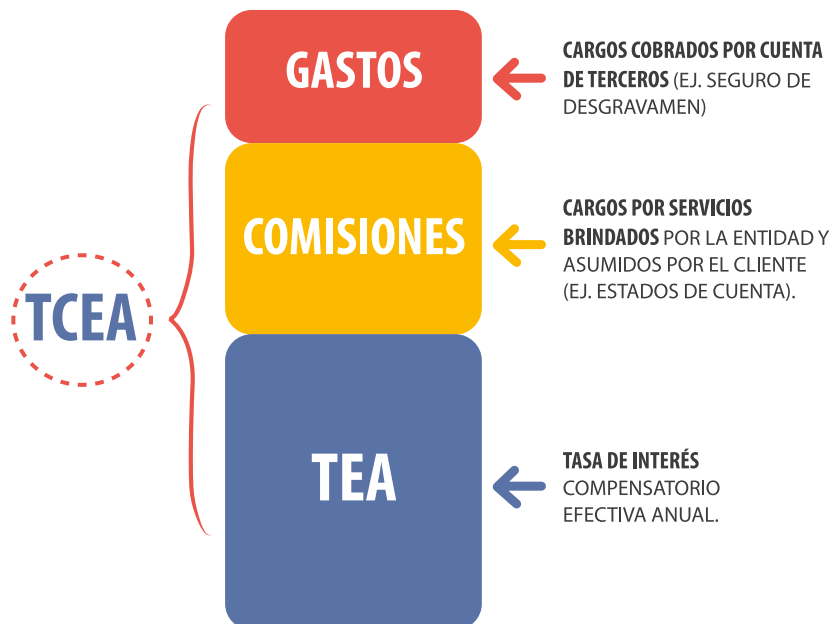 GASTOS
CARGOS COBRADOS POR CUENTA
DE TERCEROS (EJ. SEGURO DE
DESGRAVAMEN)
COMISIONES
CARGOS POR SERVICIOS
BRINDADOS POR LA ENTIDAD Y
ASUMIDOS POR EL CLIENTE
(EJ. ESTADOS DE CUENTA).
TCEA
TEA
TASA DE INTERÉS
COMPENSATORIO
EFECTIVA ANUAL.